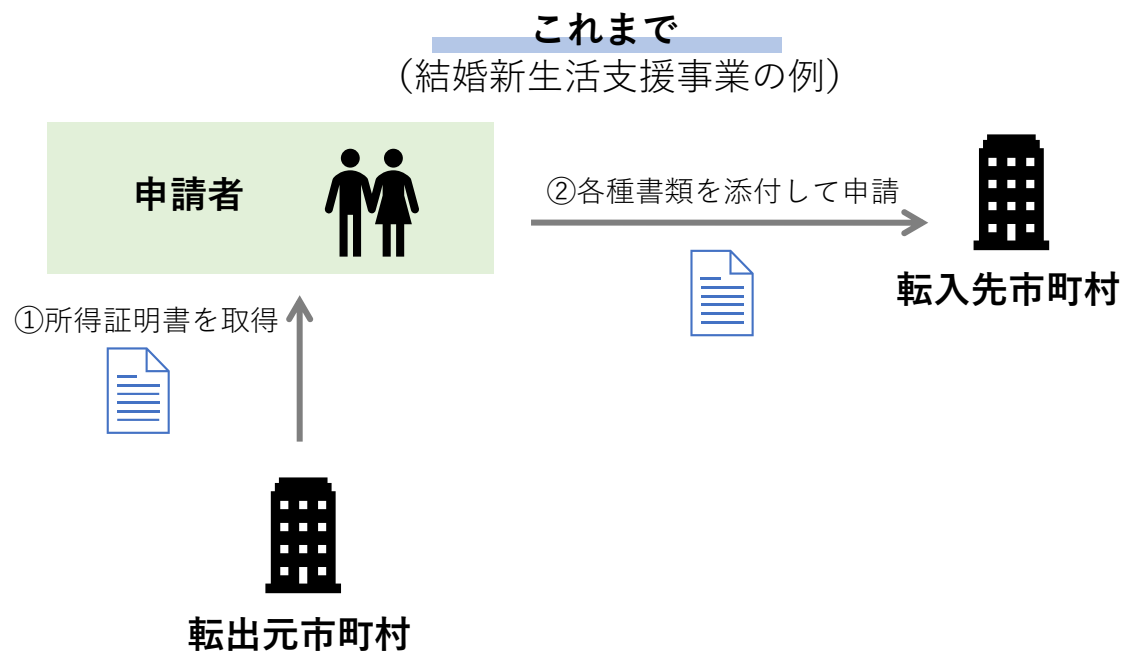 これまで
（結婚新生活支援事業の例）
申請者
②各種書類を添付して申請
転入先市町村
①所得証明書を取得
転出元市町村